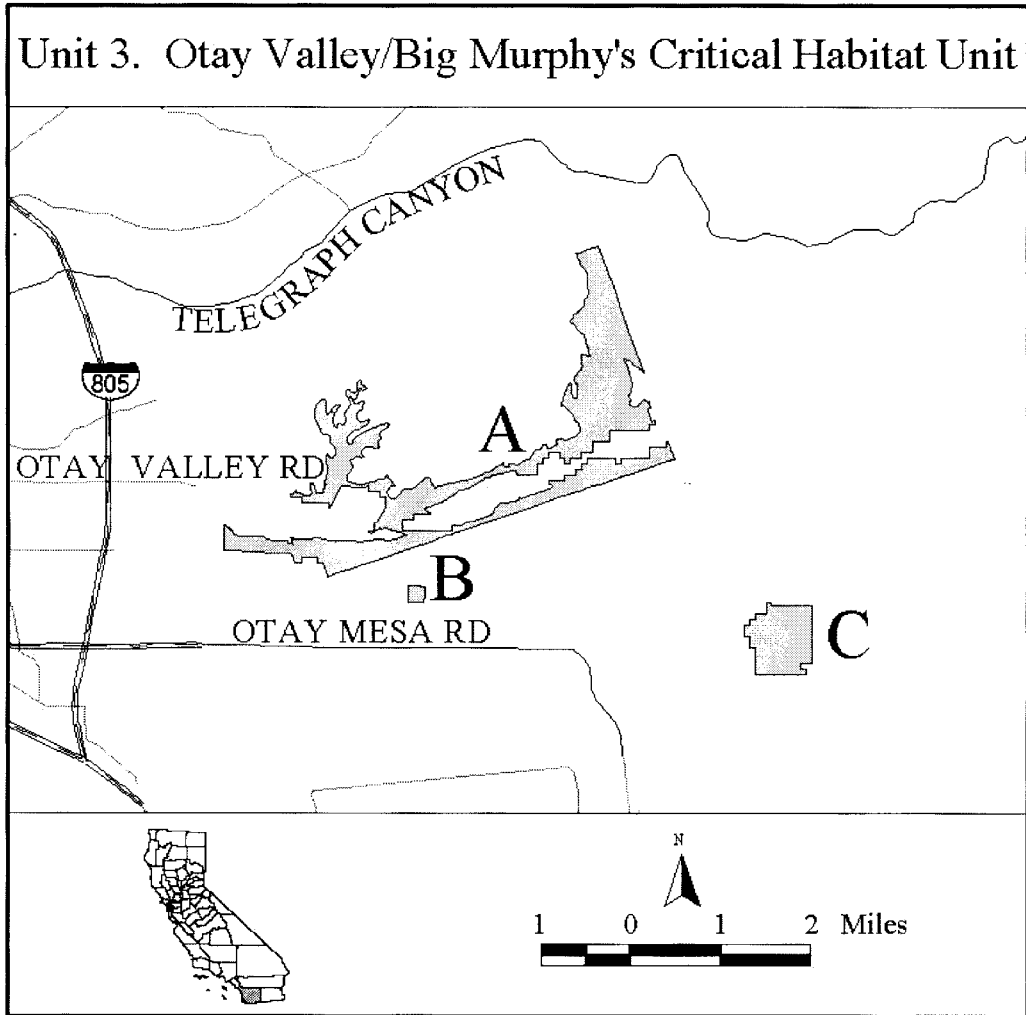 Unit 3. Otay Valley/Big Murphy's Critical Habitat Unit
TELEGRAPH CANYON
805
A
OTAY VALLEY RD
B
OTAY MESA RD
C
N
1 0 1 2 Miles